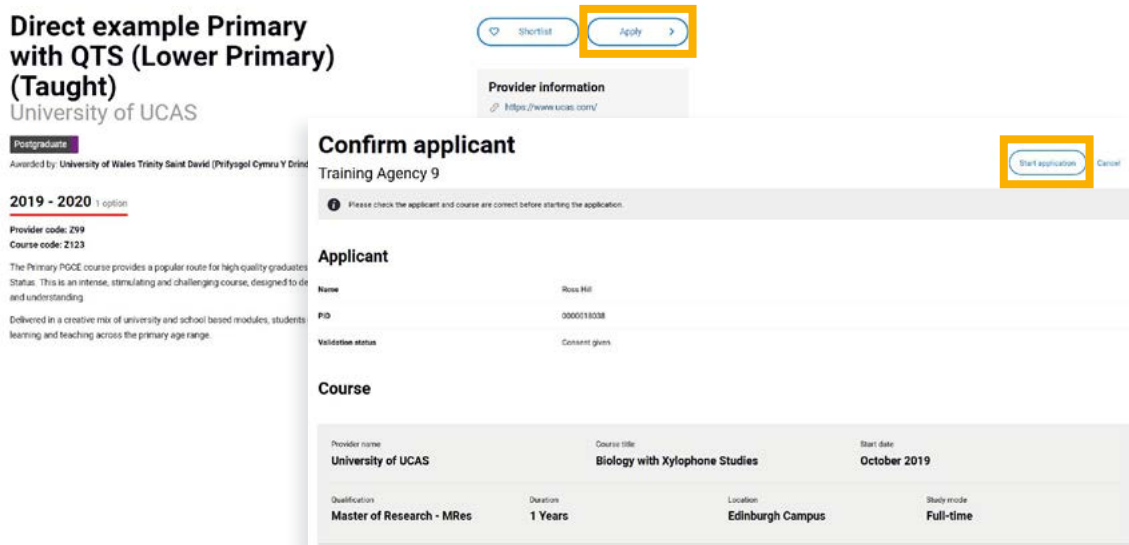 Direct example Primary
with QTS (Lower Primary)
(Taught)
University of UCAS
Postgraduate
Awarded by: University of Wales Trinity Saint David (Prifysgol Cymru Y Drind
2019 - 2020 1 option
Provider code: Z99
Course code: Z123
The Primary PGCE course provides a popular route for high quality graduates
Status. This is an intense, stimulating and challenging course, designed to de
and understanding.
Delivered in a creative mix of university and school based modules, students
learning and teaching across the primary age range.
Shortlist
Apply
Provider information
https://www.ucas.com/
Confirm applicant
Training Agency 9
Start application
Cancel
Please check the applicant and course are correct before starting the application.
Applicant
Name Ross Hill
PID 0000018038
Validation status Consent given
Course
Provider name Course title Start date
University of UCAS Biology with Xylophone Studies October 2019
Qualification Duration Location Study mode
Master of Research - MRes 1 Years Edinburgh Campus Full-time